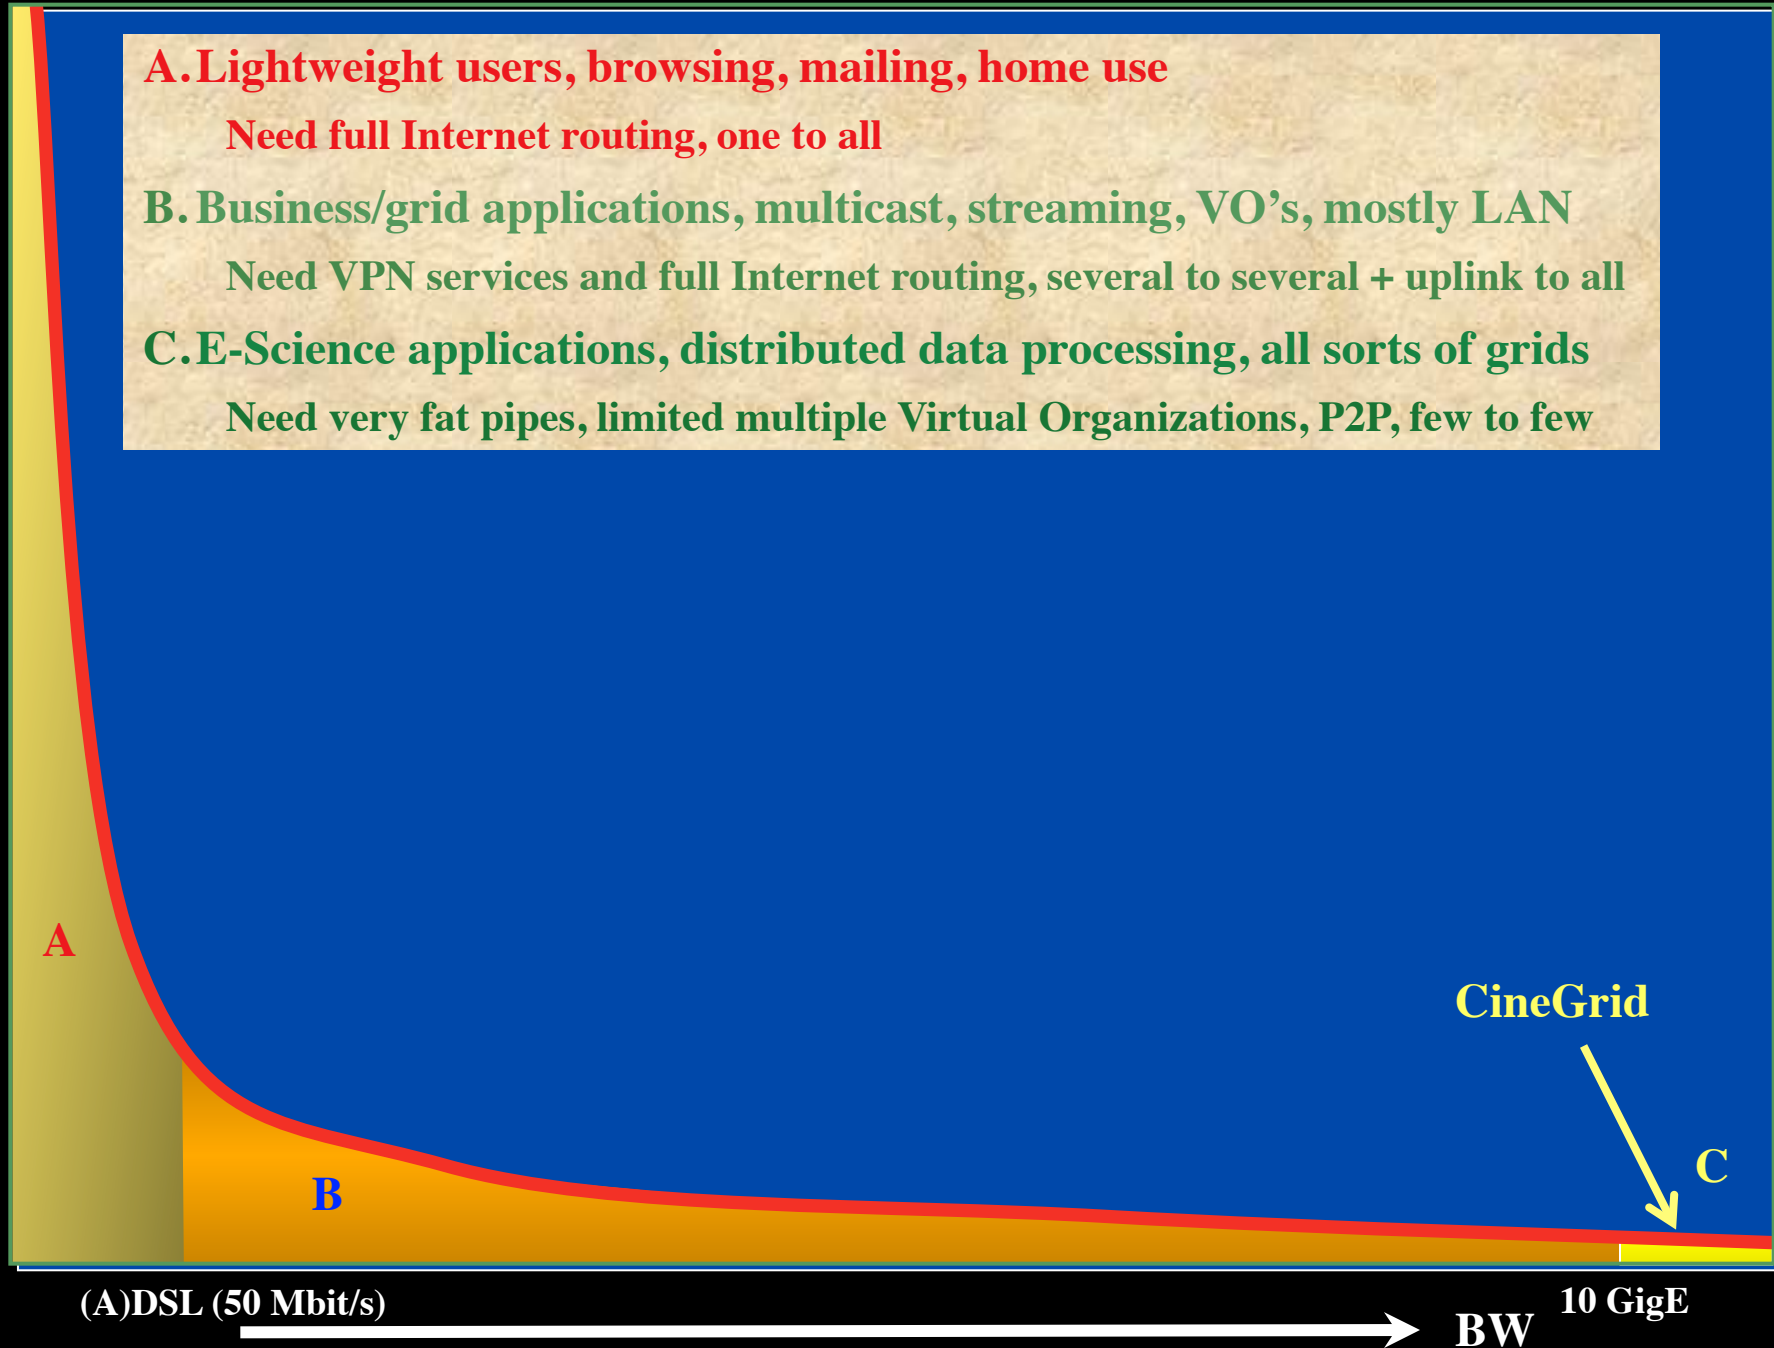 A. Lightweight users, browsing, mailing, home use
Need full Internet routing, one to all
B. Business/grid applications, multicast, streaming, VO’s, mostly LAN
Need VPN services and full Internet routing, several to several + uplink to all
C. E-Science applications, distributed data processing, all sorts of grids
Need very fat pipes, limited multiple Virtual Organizations, P2P, few to few
A
CineGrid
C
B
(A)DSL (50 Mbit/s)
BW
10 GigE